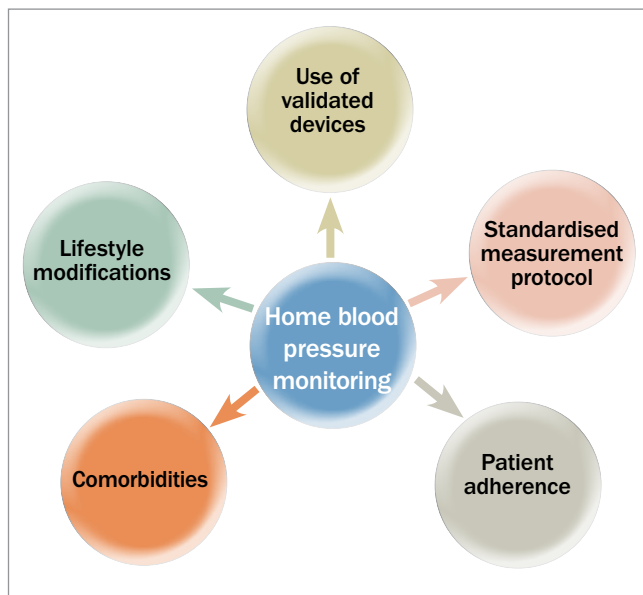 Use of
validated
devices
Lifestyle
modifications
Standardised
measurement
protocol
Home blood
pressure
monitoring
Comorbidities
Patient
adherence